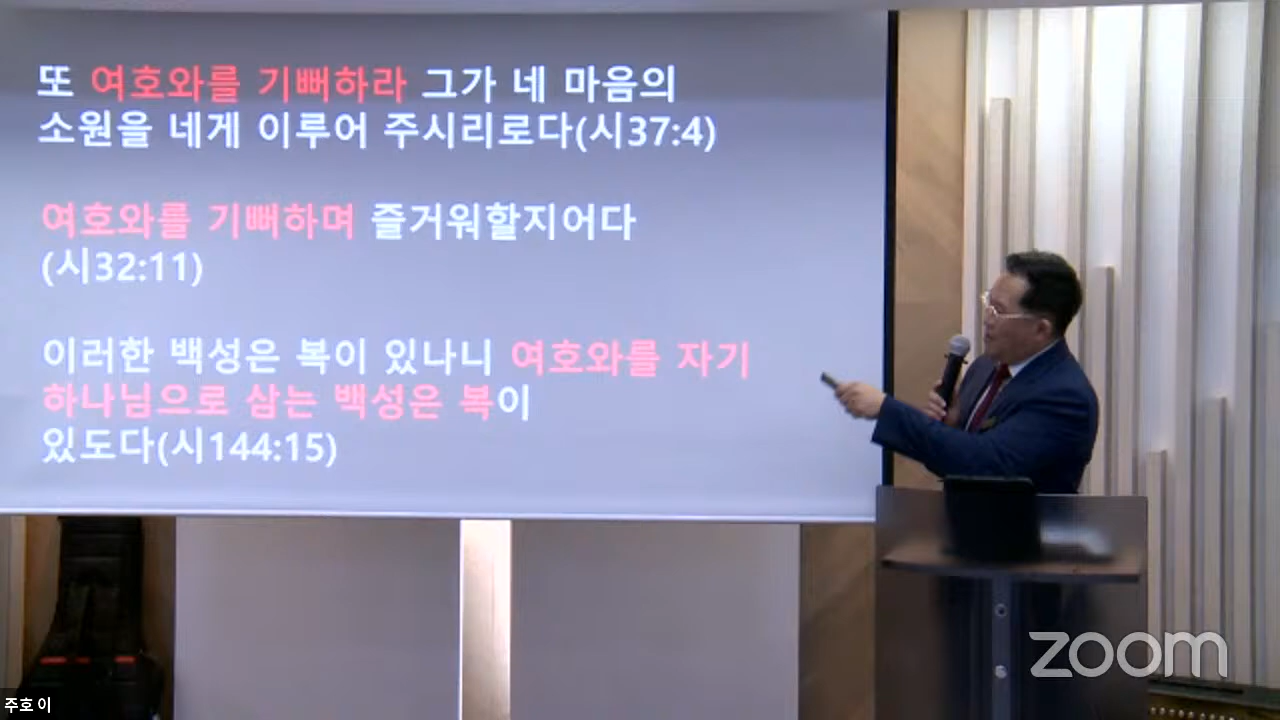 또 여호와를 기뻐하라 그가 네 마음의
소원을 네게 이루어 주시리로다(시37:4)
여호와를 기뻐하며 즐거워할지어다
(시32:11)
이러한 백성은 복이 있나니 여호와를 자기
하나님으로 삼는 백성은 복이
있도다(시144:15)
zoom
주호 이